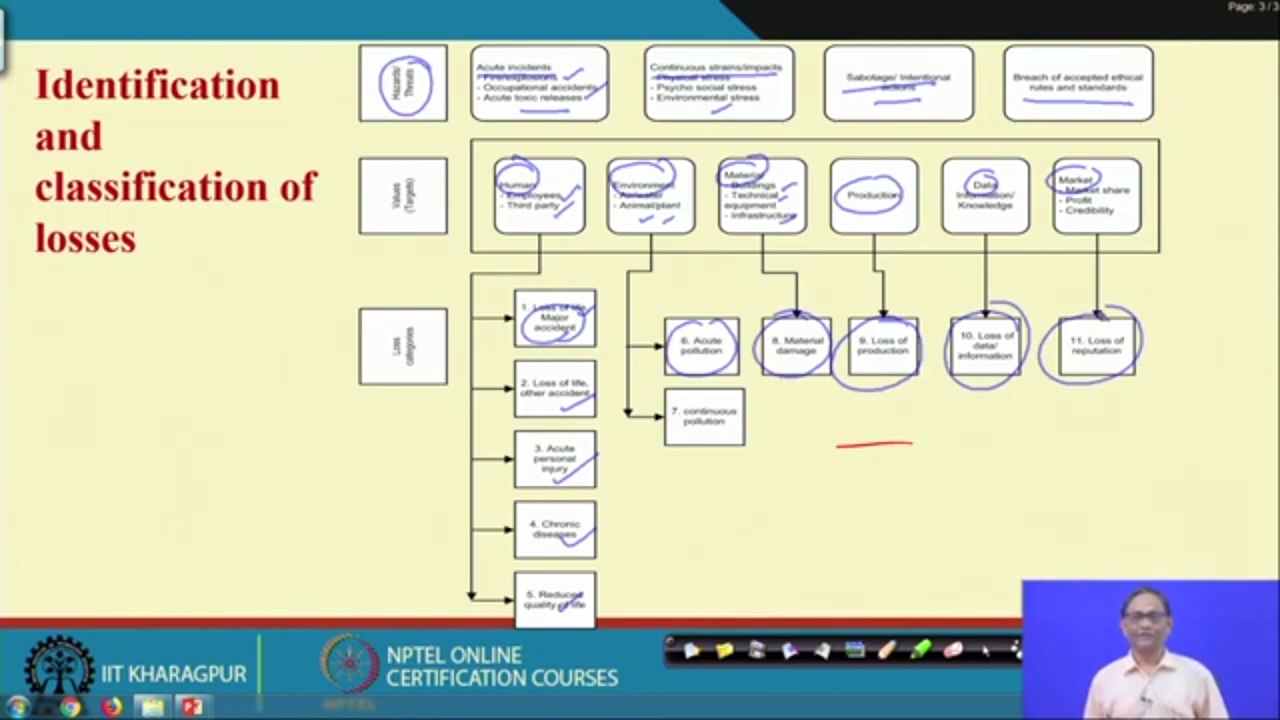 Page: 3 / 3
Identification
and
classification of
losses
Hazards/
Threats
Acute incidents
- Fire/explosions
- Occupational accidents
- Acute toxic releases
Continuous strains/impacts
- Physical stress
- Psycho social stress
- Environmental stress
Sabotage/ Intentional
actions
Breach of accepted ethical
rules and standards
Values
(Targets)
Human
- Employees
- Third party
Environment
- Animal/plant
Material
- Buildings
- Technical
equipment
- Infrastructure
Production
Data
Information/
Knowledge
Market
- Market share
- Profit
- Credibility
Loss
categories
1. Loss of life
Major
accident
2. Loss of life,
other accident
3. Acute
personal
injury
4. Chronic
diseases
5. Reduced
quality of life
6. Acute
pollution
7. continuous
pollution
8. Material
damage
9. Loss of
production
10. Loss of
data/
information
11. Loss of
reputation
IIT KHARAGPUR
NPTEL ONLINE
CERTIFICATION COURSES
NPTEL